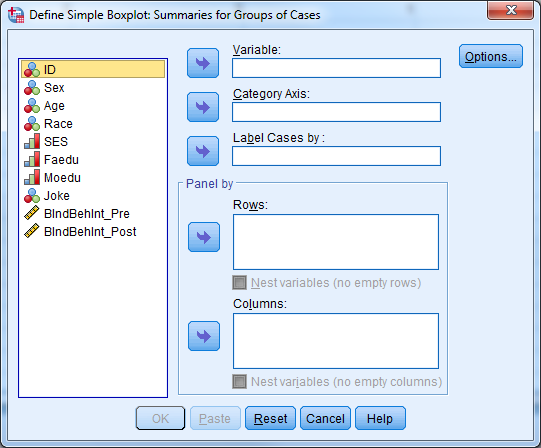 Define Simple Boxplot: Summaries for Groups of Cases
ID
Sex
Age
Race
SES
Faedu
Moedu
Joke
BIndBehInt_Pre
BIndBehInt_Post
Variable:
Category Axis:
Label Cases by :
Panel by
Rows:
Nest variables (no empty rows)
Columns:
Nest variables (no empty columns)
Options...
OK
Paste
Reset
Cancel
Help